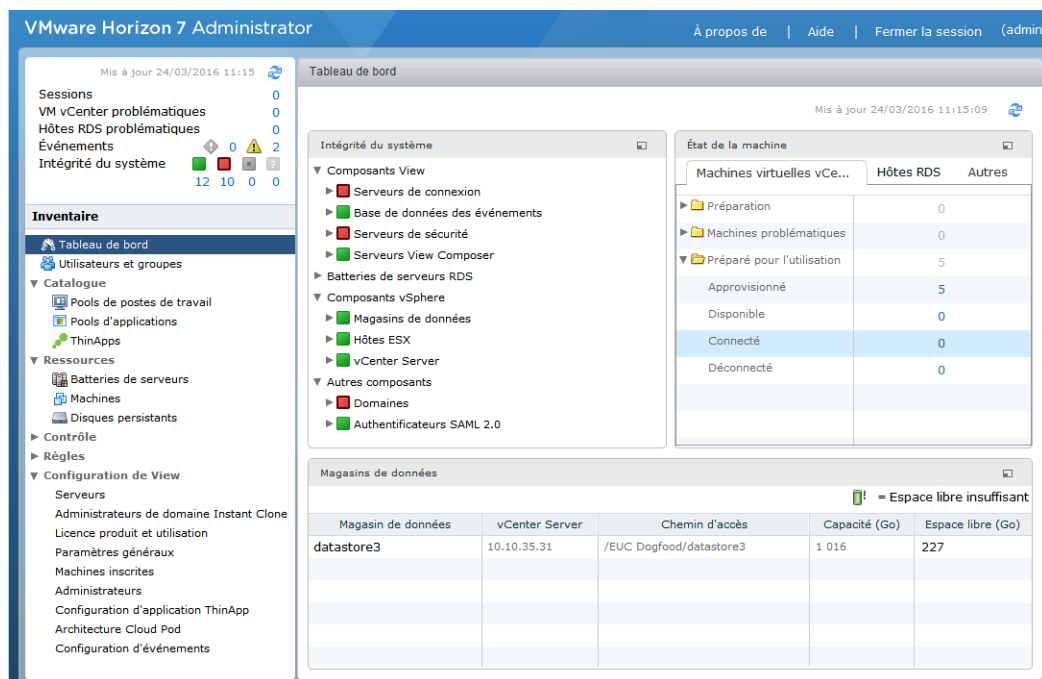 VMware Horizon 7 Administrator
À propos de | Aide | Fermer la session (admin
Mis à jour 24/03/2016 11:15
Sessions 0
VM vCenter problématiques 0
Hôtes RDS problématiques 0
Événements 0 2
Intégrité du système
12 10 0 0
Inventaire
Tableau de bord
Utilisateurs et groupes
Catalogue
Pools de postes de travail
Pools d'applications
ThinApps
Ressources
Batteries de serveurs
Machines
Disques persistants
Contrôle
Règles
Configuration de View
Serveurs
Administrateurs de domaine Instant Clone
Licence produit et utilisation
Paramètres généraux
Machines inscrites
Administrateurs
Configuration d'application ThinApp
Architecture Cloud Pod
Configuration d'événements
Tableau de bord
Mis à jour 24/03/2016 11:15:09
Intégrité du système
Composants View
Serveurs de connexion
Base de données des événements
Serveurs de sécurité
Serveurs View Composer
Batteries de serveurs RDS
Composants vSphere
Magasins de données
Hôtes ESX
vCenter Server
Autres composants
Domaines
Authentificateurs SAML 2.0
État de la machine
Machines virtuelles vCe... Hôtes RDS Autres
Préparation 0
Machines problématiques 0
Préparé pour l'utilisation 5
Approvisionné 5
Disponible 0
Connecté 0
Déconnecté 0
Magasins de données
! = Espace libre insuffisant
Magasin de données vCenter Server Chemin d'accès Capacité (Go) Espace libre (Go)
datastore3 10.10.35.31 /EUC Dogfood/datastore3 1 016 227